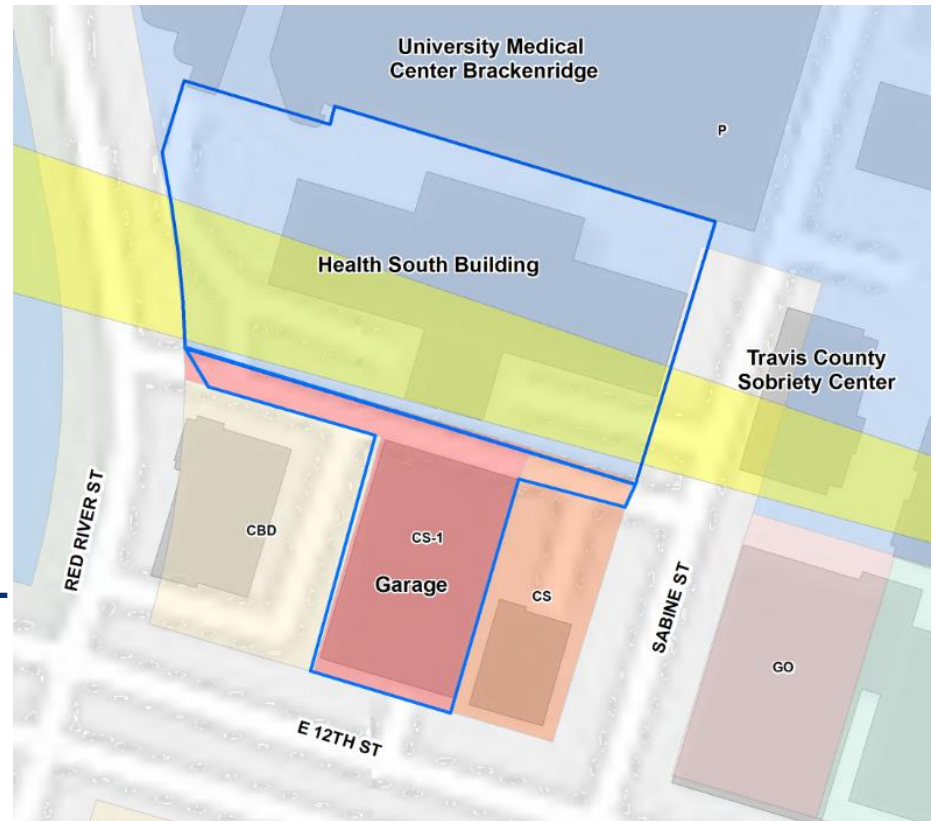 University Medical
Center Brackenridge
P
Health South Building
Travis County
Sobriety Center
RED RIVER ST
CBD
CS-1
Garage
CS
SABINE ST
GO
E 12TH ST